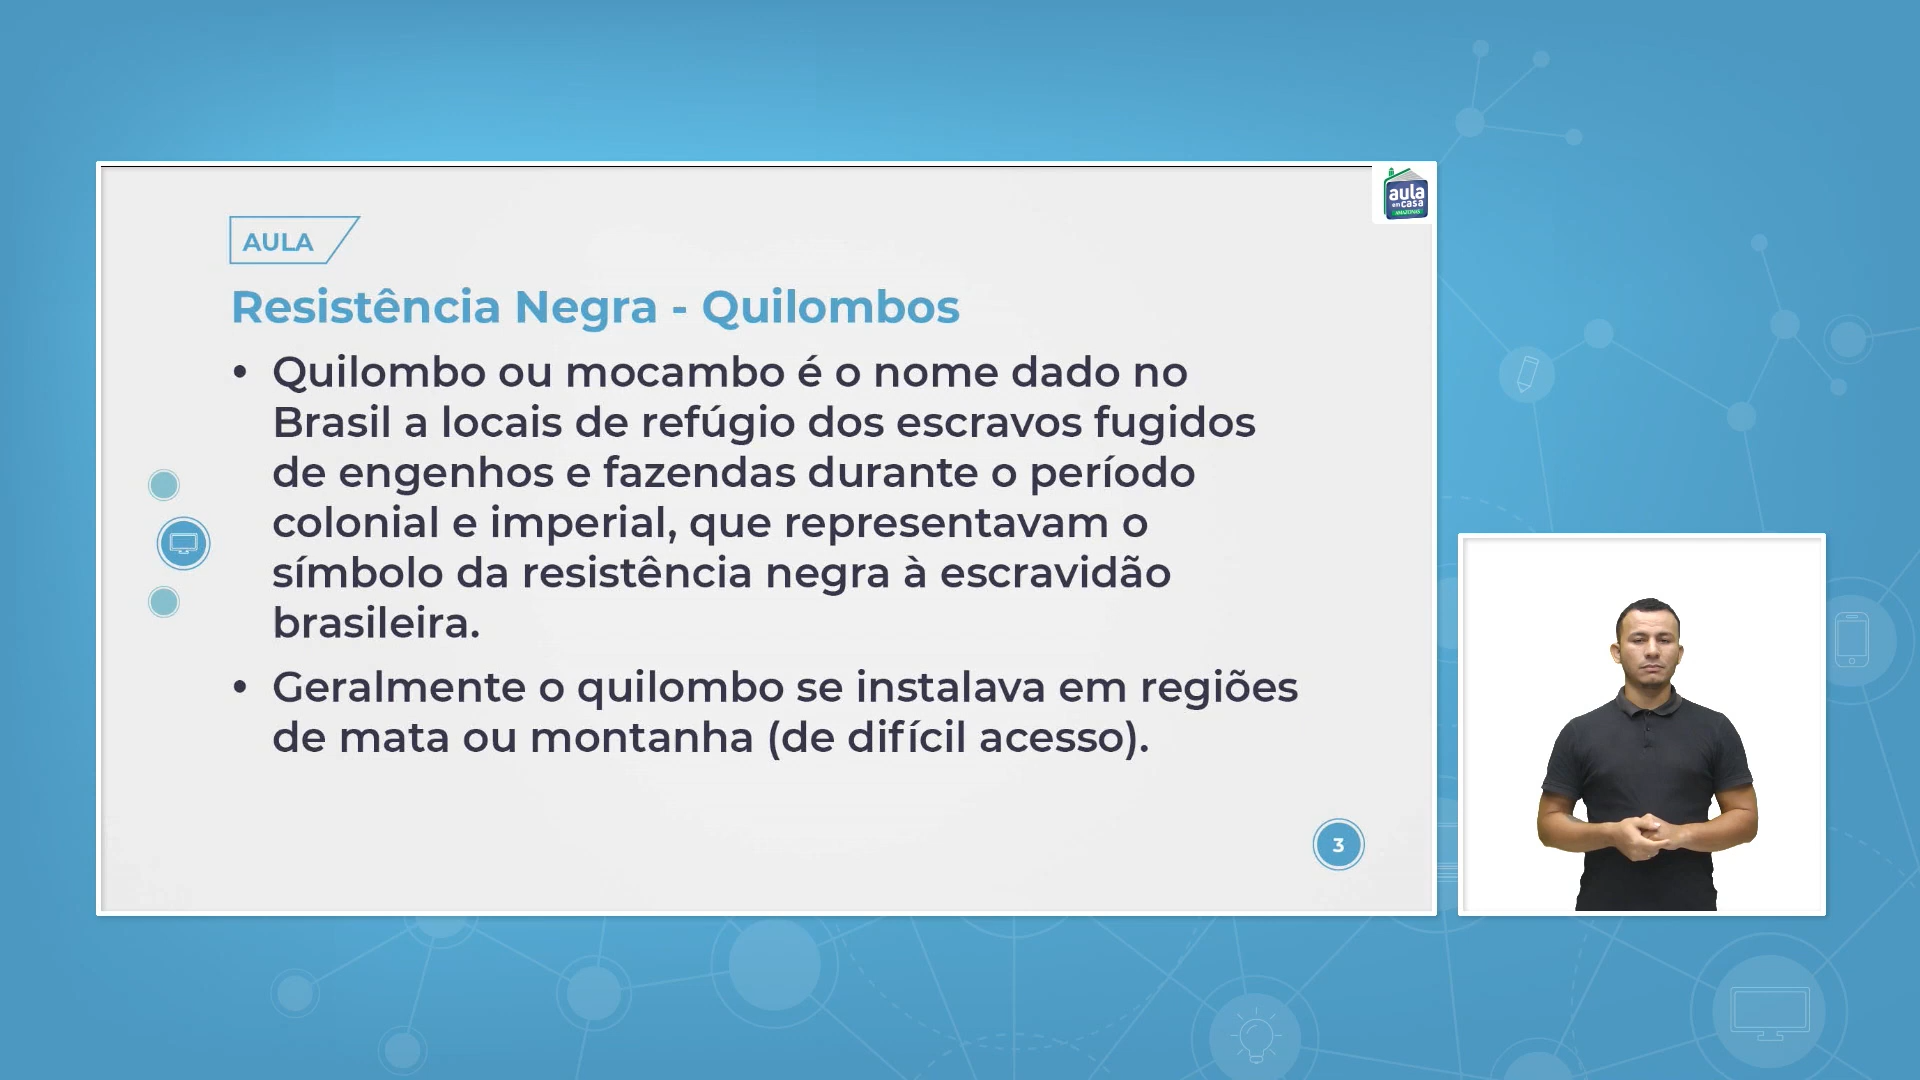 aula
em casa
AMAZONAS
AULA
Resistência Negra - Quilombos
• Quilombo ou mocambo é o nome dado no
Brasil a locais de refúgio dos escravos fugidos
de engenhos e fazendas durante o período
colonial e imperial, que representavam o
símbolo da resistência negra à escravidão
brasileira.
• Geralmente o quilombo se instalava em regiões
de mata ou montanha (de difícil acesso).
3